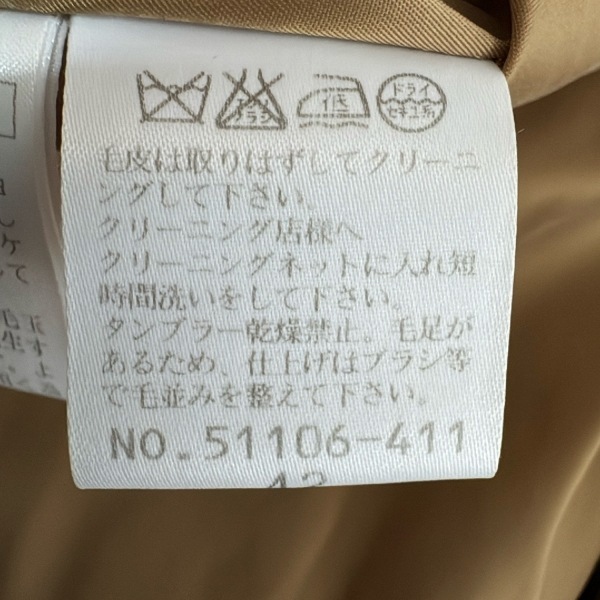 エンソ サラシ 低 ドライ セキユ系
毛皮は取りはずしてクリーニ
ングして下さい。
クリーニング店様へ
クリーニングネットに入れ短
時間洗いをして下さい。
タンブラー乾燥禁止。毛足が
あるため、仕上げはブラシ等
で毛並みを整えて下さい。
NO.51106-411